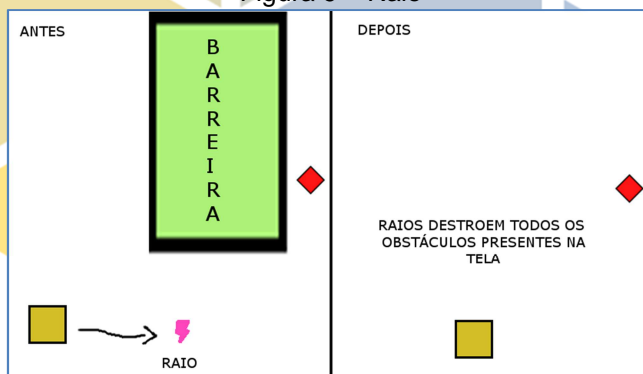 ANTES
B
A
R
R
E
I
R
A
RAIO
DEPOIS
RAIOS DESTROEM TODOS OS
OBSTÁCULOS PRESENTES NA
TELA